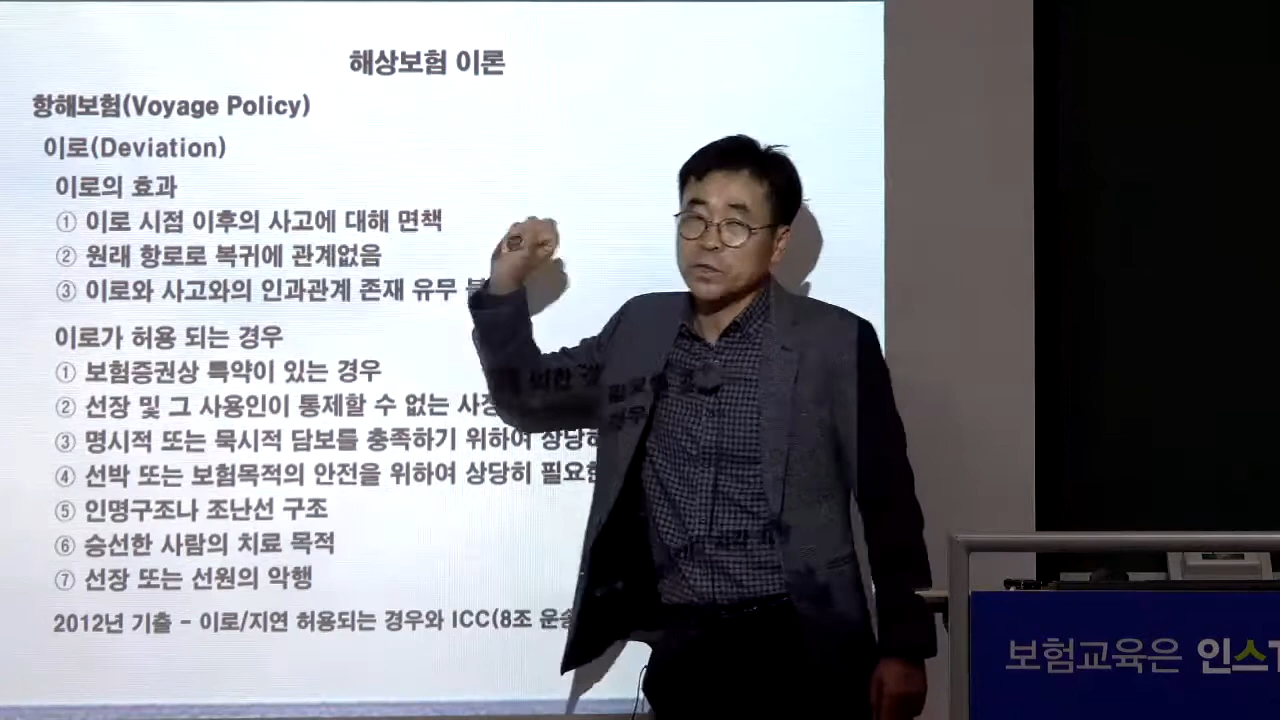 해상보험 이론
항해보험(Voyage Policy)
이로(Deviation)
이로의 효과
① 이로 시점 이후의 사고에 대해 면책
② 원래 항로로 복귀에 관계없음
③ 이로와 사고와의 인과관계 존재 유무
이로가 허용 되는 경우
① 보험증권상 특약이 있는 경우
② 선장 및 그 사용인이 통제할 수 없는
③ 명시적 또는 묵시적 담보를 충족하기 위하여 상당히
④ 선박 또는 보험목적의 안전을 위하여 상당히
⑤ 인명구조나 조난선 구조
⑥ 승선한 사람의 치료 목적
⑦ 선장 또는 선원의 악행
2012년 기출 - 이로/지연 허용되는 경우와 ICC(8조
보험교육은 인스